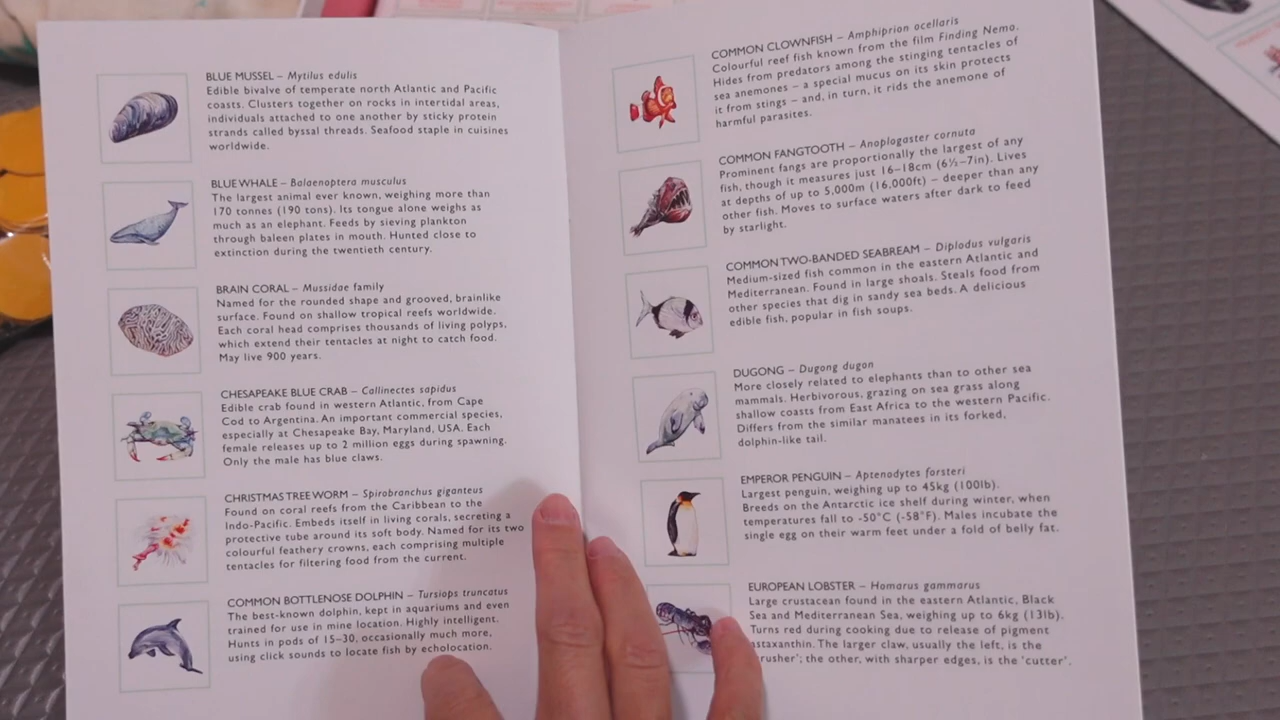 BLUE MUSSEL – Mytilus edulis
Edible bivalve of temperate north Atlantic and Pacific
coasts. Clusters together on rocks in intertidal areas,
individuals attached to one another by sticky protein
strands called byssal threads. Seafood staple in cuisines
worldwide.
BLUE WHALE – Balaenoptera musculus
The largest animal ever known, weighing more than
170 tonnes (190 tons). Its tongue alone weighs as
much as an elephant. Feeds by sieving plankton
through baleen plates in mouth. Hunted close to
extinction during the twentieth century.
BRAIN CORAL – Mussidae family
Named for the rounded shape and grooved, brainlike
surface. Found on shallow tropical reefs worldwide.
Each coral head comprises thousands of living polyps,
which extend their tentacles at night to catch food.
May live 900 years.
CHESAPEAKE BLUE CRAB – Callinectes sapidus
Edible crab found in western Atlantic, from Cape
Cod to Argentina. An important commercial species,
especially at Chesapeake Bay, Maryland, USA. Each
female releases up to 2 million eggs during spawning.
Only the male has blue claws.
CHRISTMAS TREE WORM – Spirobranchus giganteus
Found on coral reefs from the Caribbean to the
Indo-Pacific. Embeds itself in living corals, secreting a
protective tube around its soft body. Named for its two
colourful feathery crowns, each comprising multiple
tentacles for filtering food from the current.
COMMON BOTTLENOSE DOLPHIN – Tursiops truncatus
The best-known dolphin, kept in aquariums and even
trained for use in mine location. Highly intelligent.
Hunts in pods of 15–30, occasionally much more,
using click sounds to locate fish by echolocation.
COMMON CLOWNFISH – Amphiprion ocellaris
Colourful reef fish known from the film Finding Nemo.
Hides from predators among the stinging tentacles of
sea anemones – a special mucus on its skin protects
it from stings – and, in turn, it rids the anemone of
harmful parasites.
COMMON FANGTOOTH – Anoplogaster cornuta
Prominent fangs are proportionally the largest of any
fish, though it measures just 16–18cm (6½–7in). Lives
at depths of up to 5,000m (16,000ft) – deeper than any
other fish. Moves to surface waters after dark to feed
by starlight.
COMMON TWO-BANDED SEABREAM – Diplodus vulgaris
Medium-sized fish common in the eastern Atlantic and
Mediterranean. Found in large shoals. Steals food from
other species that dig in sandy sea beds. A delicious
edible fish, popular in fish soups.
DUGONG – Dugong dugon
More closely related to elephants than to other sea
mammals. Herbivorous, grazing on sea grass along
shallow coasts from East Africa to the western Pacific.
Differs from the similar manatees in its forked,
dolphin-like tail.
EMPEROR PENGUIN – Aptenodytes forsteri
Largest penguin, weighing up to 45kg (100lb).
Breeds on the Antarctic ice shelf during winter, when
temperatures fall to -50°C (-58°F). Males incubate the
single egg on their warm feet under a fold of belly fat.
EUROPEAN LOBSTER – Homarus gammarus
Large crustacean found in the eastern Atlantic, Black
Sea and Mediterranean Sea, weighing up to 6kg (13lb).
Turns red during cooking due to release of pigment
astaxanthin. The larger claw, usually the left, is the
crusher'; the other, with sharper edges, is the 'cutter'.